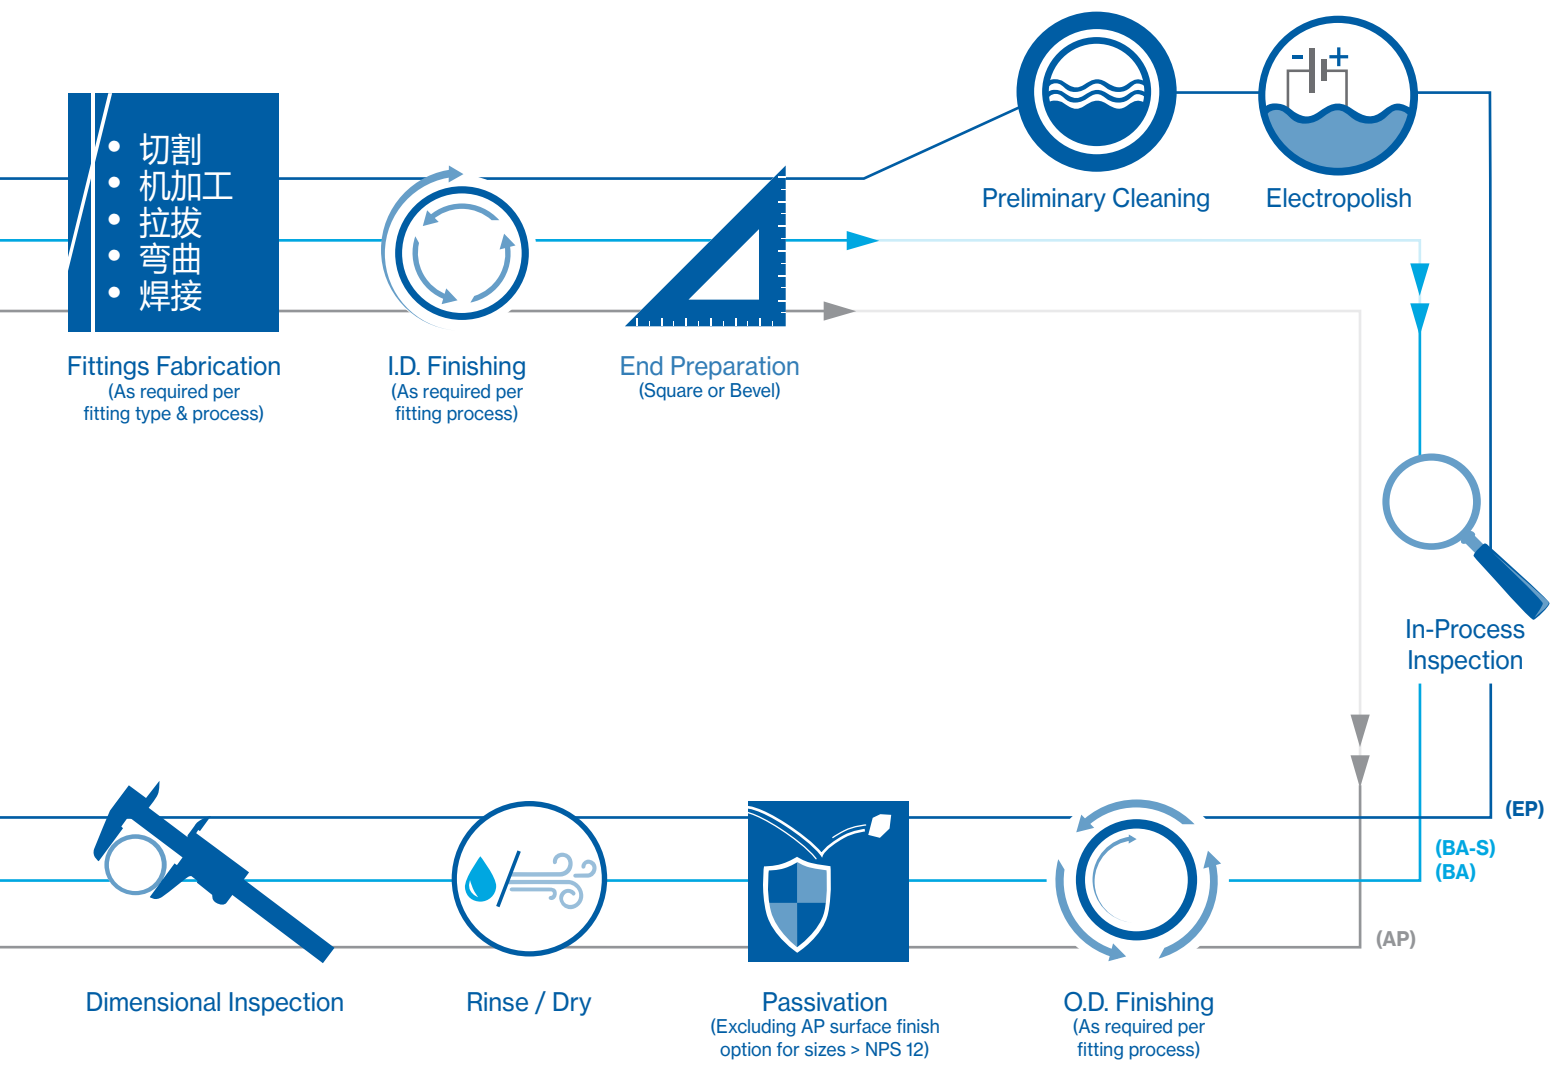 • 切割
• 机加工
• 拉拔
• 弯曲
• 焊接
Fittings Fabrication
(As required per
fitting type & process)
I.D. Finishing
(As required per
fitting process)
End Preparation
(Square or Bevel)
Preliminary Cleaning
- +
Electropolish
In-Process
Inspection
(EP)
(BA-S)
(BA)
(AP)
Dimensional Inspection
Rinse / Dry
Passivation
(Excluding AP surface finish
option for sizes > NPS 12)
O.D. Finishing
(As required per
fitting process)